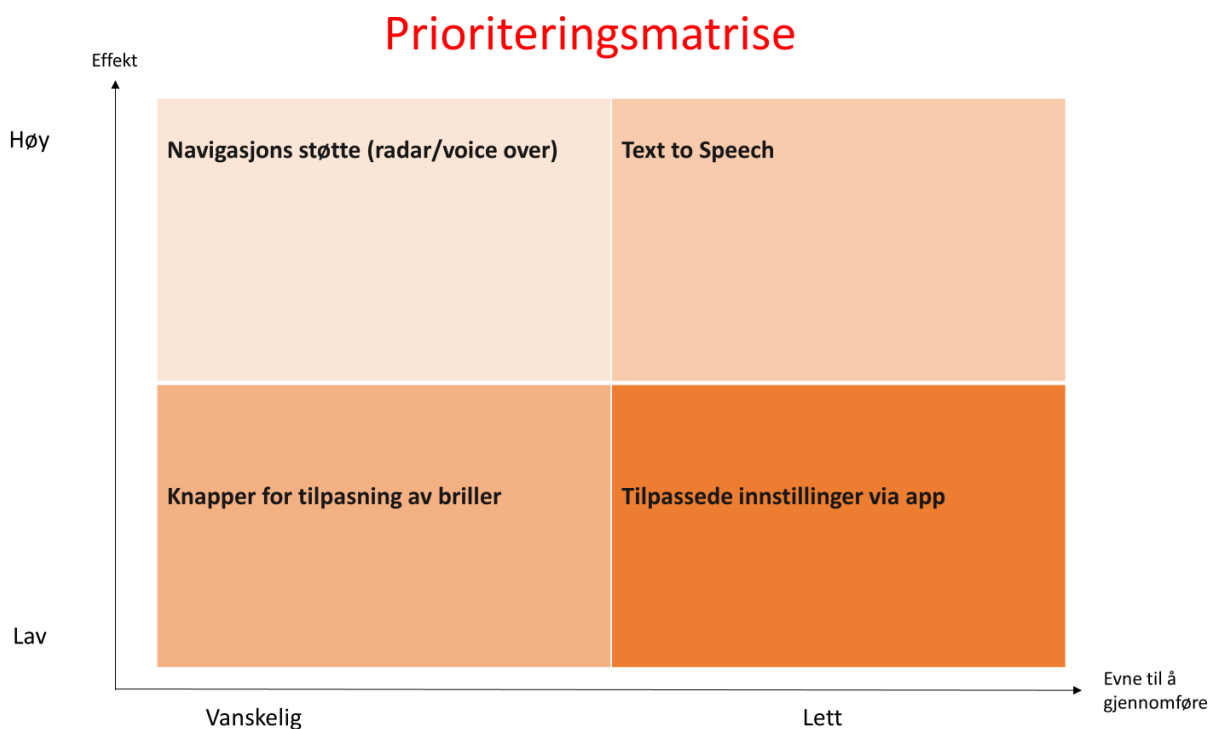 Prioriteringsmatrise
Effekt
Høy
Navigasjons støtte (radar/voice over)
Text to Speech
Knapper for tilpasning av briller
Tilpassede innstillinger via app
Lav
Evne til å
gjennomføre
Vanskelig
Lett